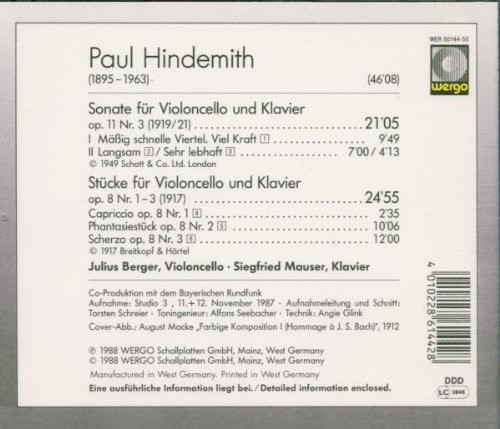 WER 60144-50
wergo
Paul Hindemith
(1895–1963) (46'08)
Sonate für Violoncello und Klavier
op. 11 Nr. 3 (1919/21) 21'05
I Mäßig schnelle Viertel. Viel Kraft 1 9'49
II Langsam 2 / Sehr lebhaft 3 7'00 / 4'13
© 1949 Schott & Co. Ltd. London
Stücke für Violoncello und Klavier
op. 8 Nr. 1–3 (1917) 24'55
Capriccio op. 8 Nr. 1 4 2'35
Phantasiestück op. 8 Nr. 2 5 10'06
Scherzo op. 8 Nr. 3 6 12'00
© 1917 Breitkopf & Härtel
Julius Berger, Violoncello · Siegfried Mauser, Klavier
Co-Produktion mit dem Bayerischen Rundfunk
Aufnahme: Studio 3, 11. + 12. November 1987 · Aufnahmeleitung und Schnitt:
Torsten Schreier · Toningenieur: Alfons Seebacher · Technik: Angie Glink
Cover-Abb.: August Macke „Farbige Komposition I (Hommage à J. S. Bach)", 1912
℗ 1988 WERGO Schallplatten GmbH, Mainz, West Germany
© 1988 WERGO Schallplatten GmbH, Mainz, West Germany
Manufactured in West Germany. Printed in West Germany
Eine ausführliche Information liegt bei. / Detailed information enclosed.
4 010228 614428
DDD
LC 0846